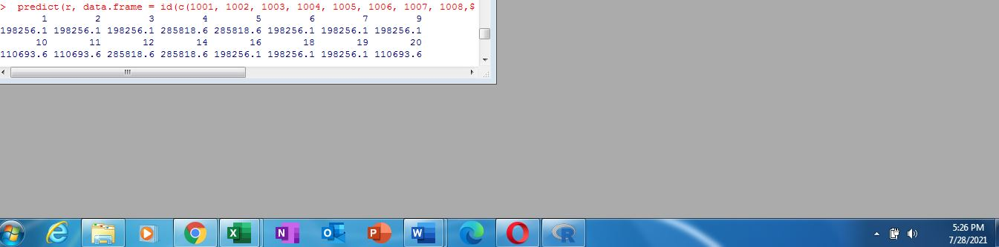 > predict(r, data.frame = id(c(1001, 1002, 1003, 1004, 1005, 1006, 1007, 1008,$
1 2 3 4 5 6 7 9
198256.1 198256.1 198256.1 285818.6 285818.6 198256.1 198256.1 198256.1
10 11 12 14 16 18 19 20
110693.6 110693.6 285818.6 285818.6 198256.1 198256.1 198256.1 110693.6
X N O P W R
5:26 PM
7/28/2021